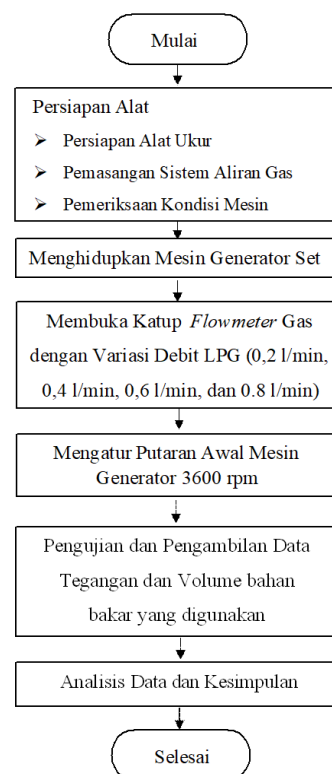 Mulai
Persiapan Alat
➤ Persiapan Alat Ukur
➤ Pemasangan Sistem Aliran Gas
➤ Pemeriksaan Kondisi Mesin
Menghidupkan Mesin Generator Set
Membuka Katup Flowmeter Gas
dengan Variasi Debit LPG (0,2 l/min,
0,4 l/min, 0,6 l/min, dan 0.8 l/min)
Mengatur Putaran Awal Mesin
Generator 3600 rpm
Pengujian dan Pengambilan Data
Tegangan dan Volume bahan
bakar yang digunakan
Analisis Data dan Kesimpulan
Selesai